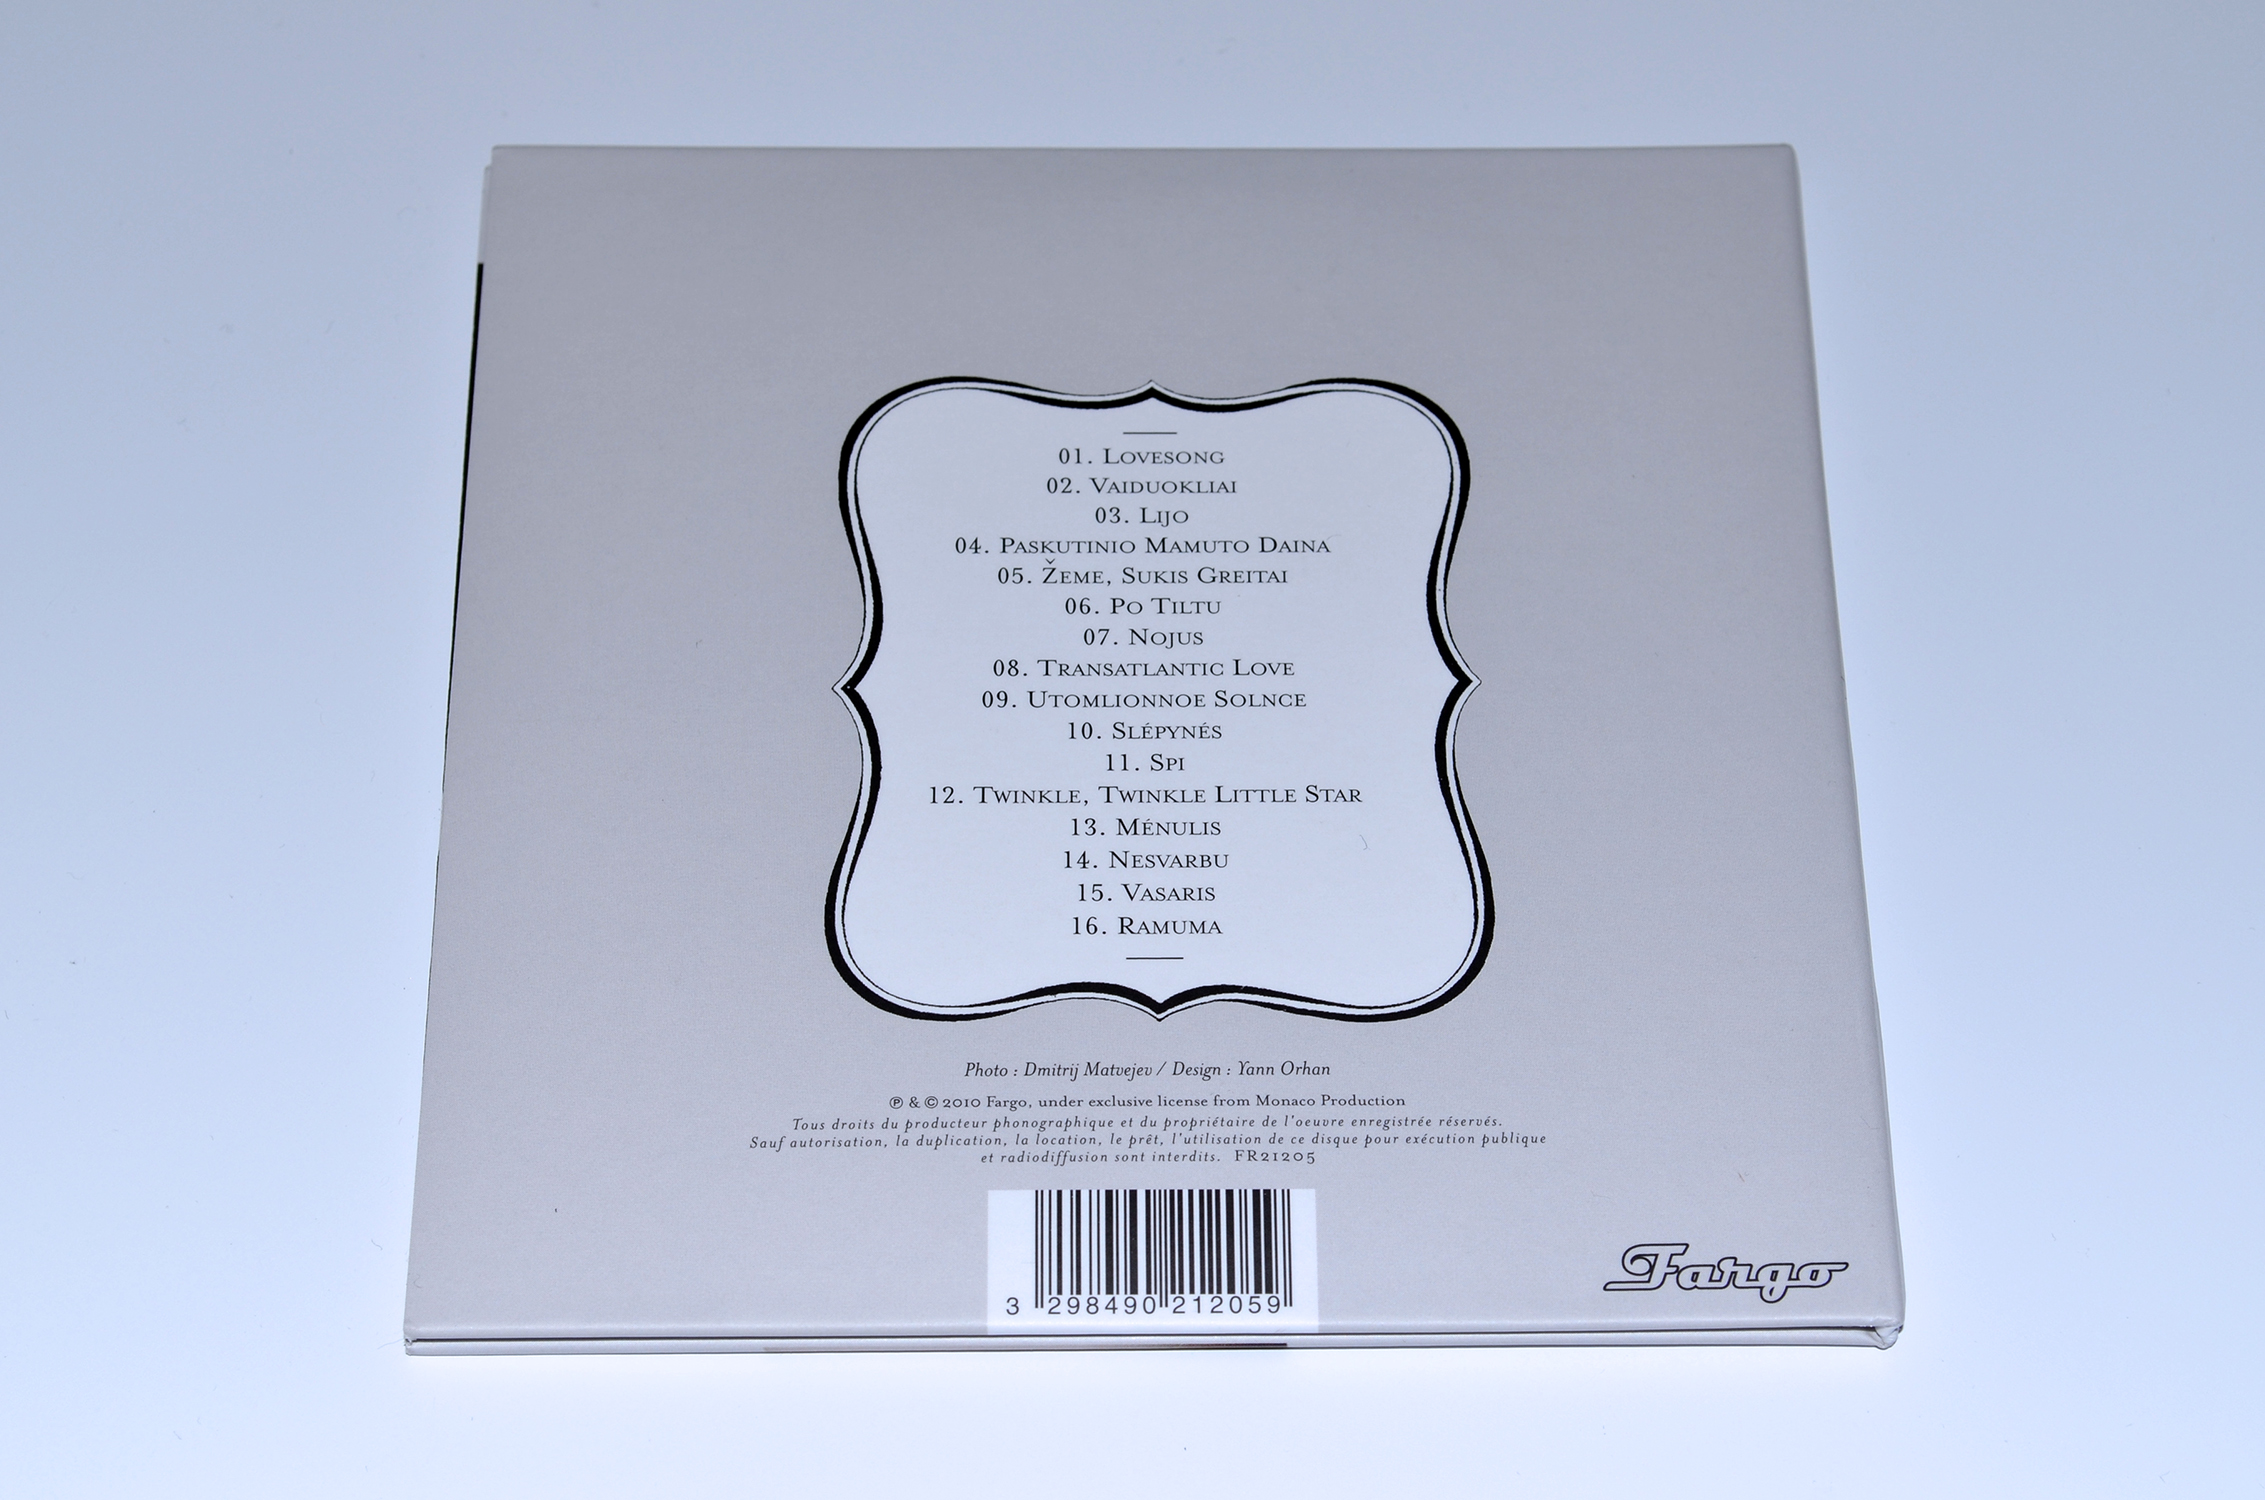 01. Lovesong
02. Vaiduokliai
03. Lijo
04. Paskutinio Mamuto Daina
05. Žeme, Sukis Greitai
06. Po Tiltu
07. Nojus
08. Transatlantic Love
09. Utomlionnoe Solnce
10. Slépynés
11. Spi
12. Twinkle, Twinkle Little Star
13. Ménulis
14. Nesvarbu
15. Vasaris
16. Ramuma
Photo : Dmitrij Matvejev / Design : Yann Orhan
℗ & © 2010 Fargo, under exclusive license from Monaco Production
Tous droits du producteur phonographique et du propriétaire de l'oeuvre enregistrée réservés.
Sauf autorisation, la duplication, la location, le prêt, l'utilisation de ce disque pour exécution publique
et radiodiffusion sont interdits. FR21205
3 298490 212059
Fargo